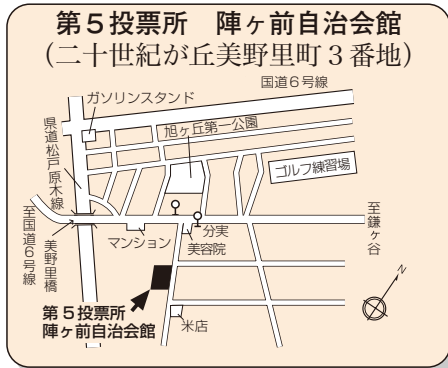 第5投票所 陣ヶ前自治会館
(二十世紀が丘美野里町3番地)
国道6号線
ガソリンスタンド
旭ヶ丘第一公園
県道松戸原木線
ゴルフ練習場
至国道6号線
美野里橋
マンション
分実
美容院
至鎌ヶ谷
第5投票所
陣ヶ前自治会館
米店
N